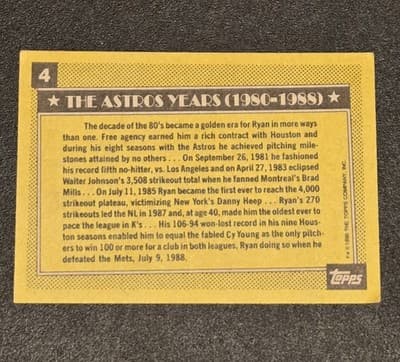 4
★ THE ASTROS YEARS (1980-1988) ★
The decade of the 80's became a golden era for Ryan in more ways
than one. Free agency earned him a rich contract with Houston and
during his eight seasons with the Astros he achieved pitching mile-
stones attained by no others . . . On September 26, 1981 he fashioned
his record fifth no-hitter, vs. Los Angeles and on April 27, 1983 eclipsed
Walter Johnson's 3,508 strikeout total when he fanned Montreal's Brad
Mills . . . On July 11, 1985 Ryan became the first ever to reach the 4,000
strikeout plateau, victimizing New York's Danny Heep . . . Ryan's 270
strikeouts led the NL in 1987 and, at age 40, made him the oldest ever to
pace the league in K's . . . His 106-94 won-lost record in his nine Hous-
ton seasons enabled him to equal the fabled Cy Young as the only pitch-
ers to win 100 or more for a club in both leagues, Ryan doing so when he
defeated the Mets, July 9, 1988.
THE TOPPS COMPANY, INC.
Topps